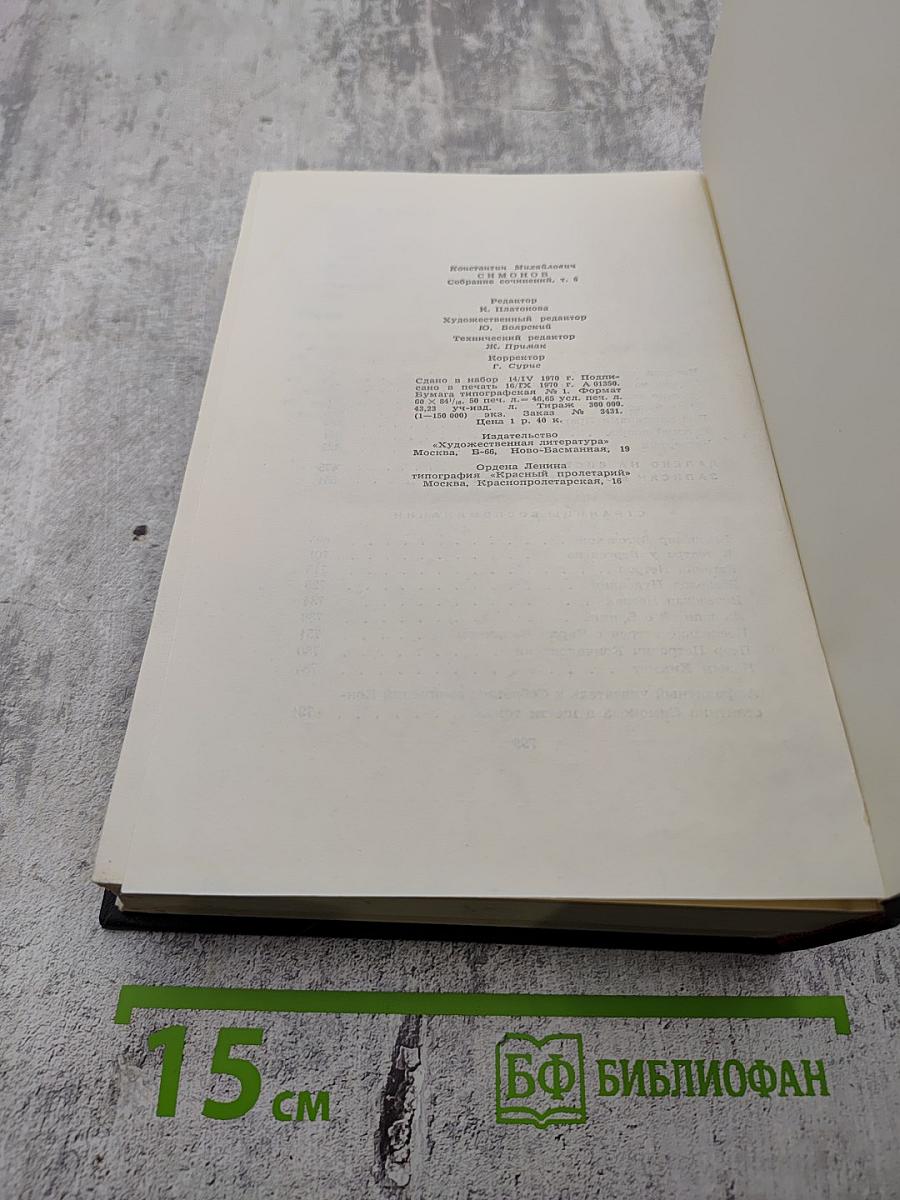 Константин Михайлович
СИМОНОВ
Собрание сочинений, т. 6
Редактор
Н. Платонова
Художественный редактор
Ю. Боярский
Технический редактор
Ж. Примак
Корректор
Г. Сурис
Сдано в набор 14/IV 1970 г. Подпи-
сано в печать 16/IX 1970 г. А 01350.
Бумага типографская № 1. Формат
60 × 84¹/₁₆. 50 печ. л.= 46,65 усл. печ. л.
43,23 уч-изд. л. Тираж 300 000.
(1—150 000) экз. Заказ № 3431.
Цена 1 р. 40 к.
Издательство
«Художественная литература»
Москва, Б-66, Ново-Басманная, 19
Ордена Ленина
типография «Красный пролетарий»
Москва, Краснопролетарская, 16
15 см
БФ БИБЛИОФАН